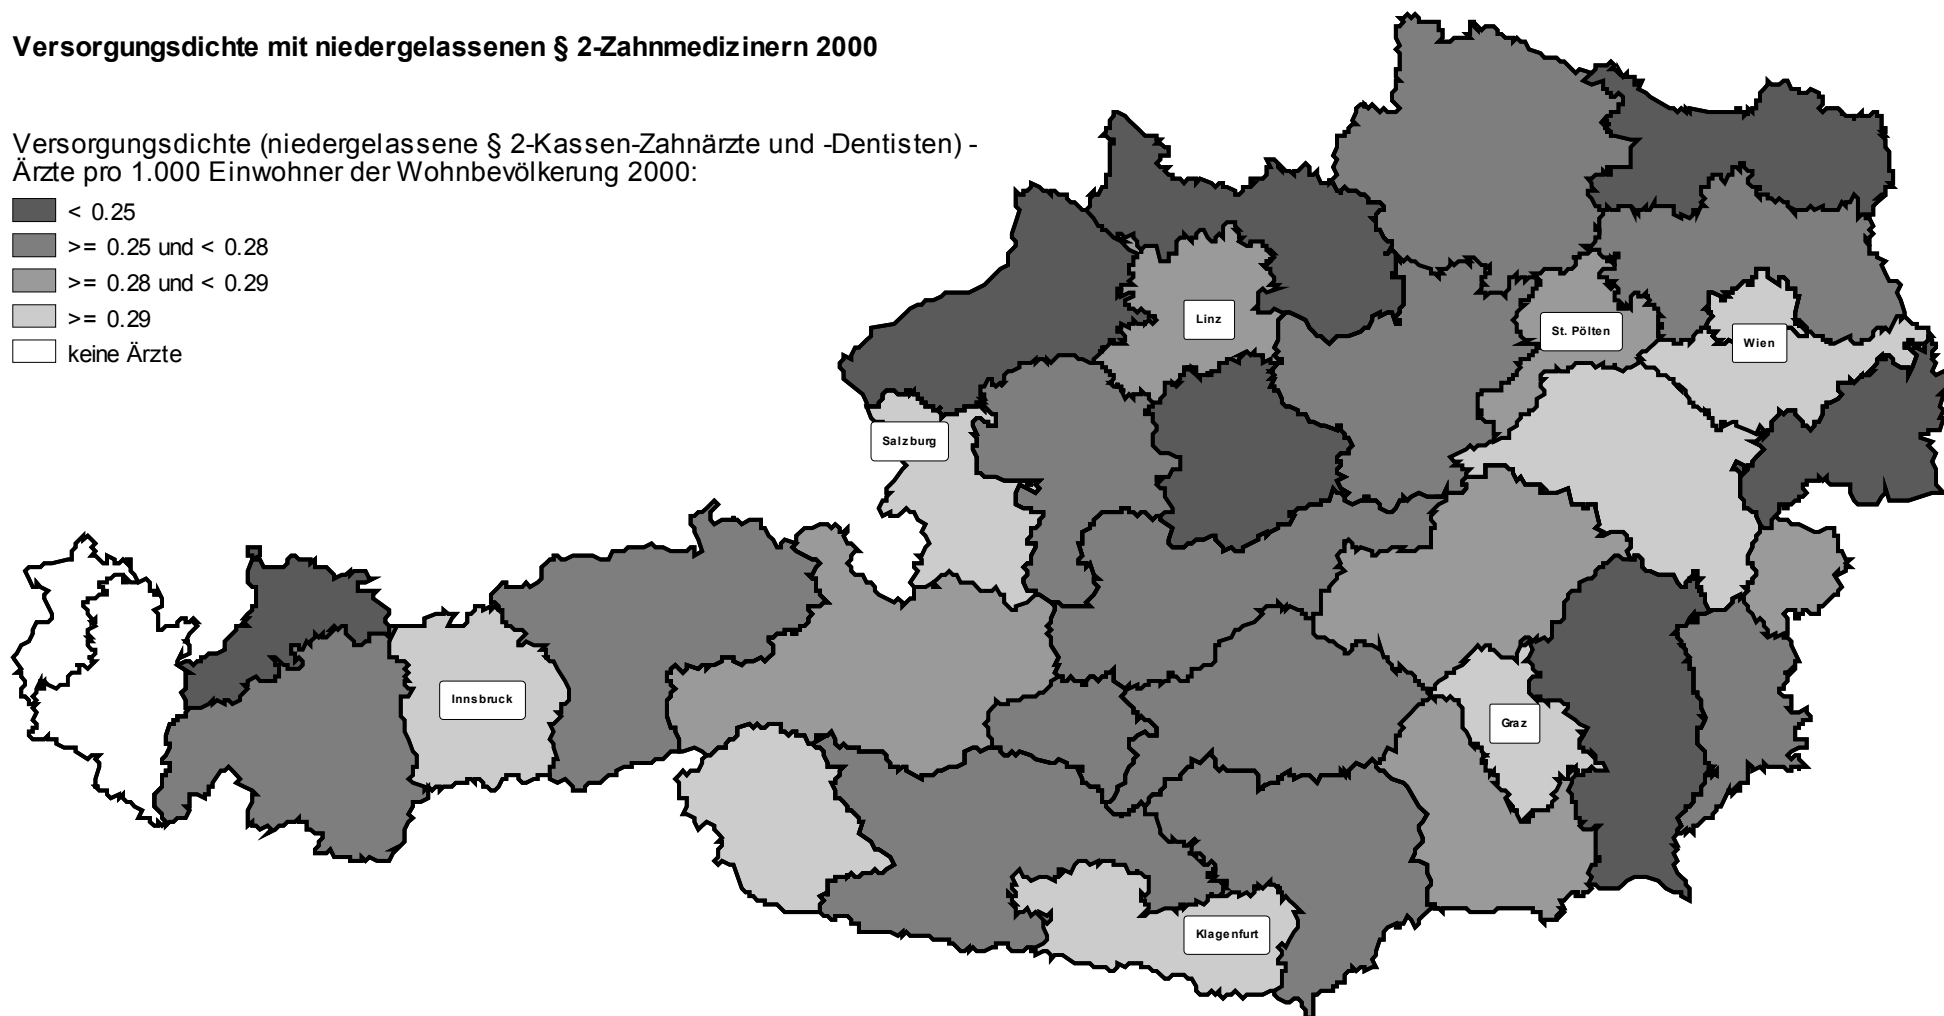 Versorgungsdichte mit niedergelassenen § 2-Zahnmedizinern 2000
Versorgungsdichte (niedergelassene § 2-Kassen-Zahnärzte und -Dentisten) -
Ärzte pro 1.000 Einwohner der Wohnbevölkerung 2000:
< 0.25
>= 0.25 und < 0.28
>= 0.28 und < 0.29
>= 0.29
keine Ärzte
Linz
St. Pölten
Wien
Salzburg
Innsbruck
Graz
Klagenfurt